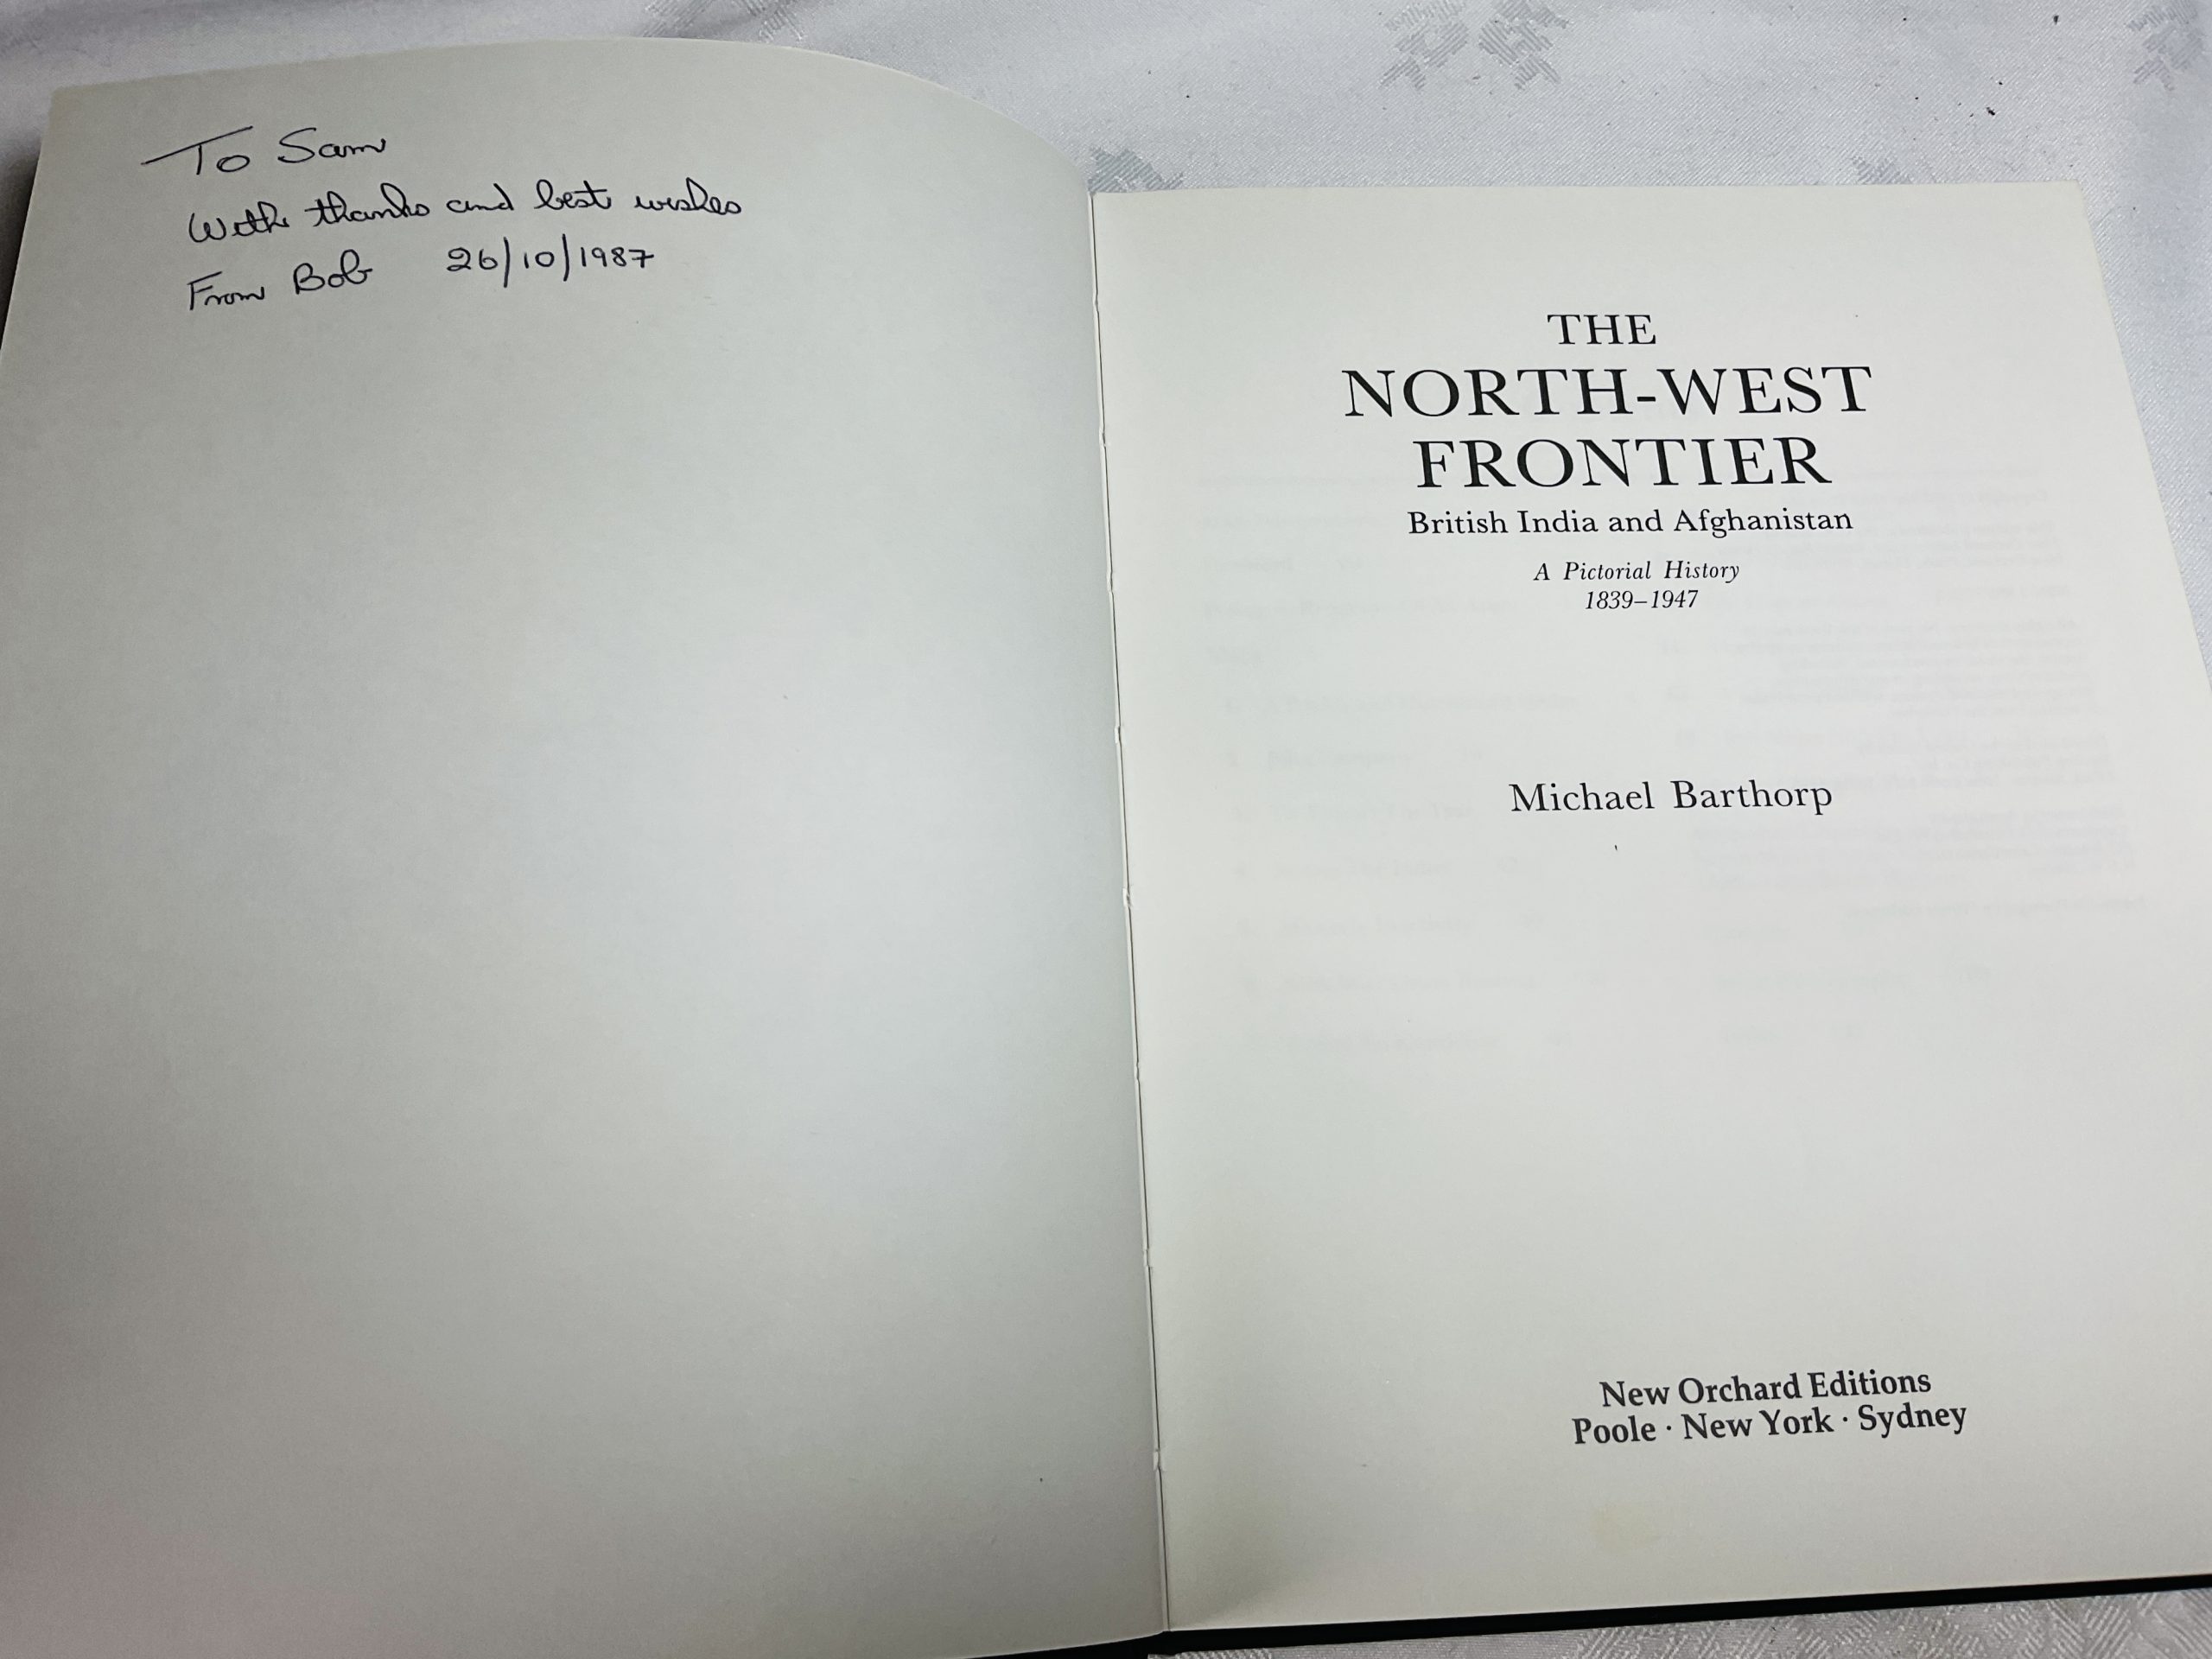 To Sam
With thanks and best wishes
From Bob 26/10/1987
THE
NORTH-WEST
FRONTIER
British India and Afghanistan
A Pictorial History
1839–1947
Michael Barthorp
New Orchard Editions
Poole · New York · Sydney